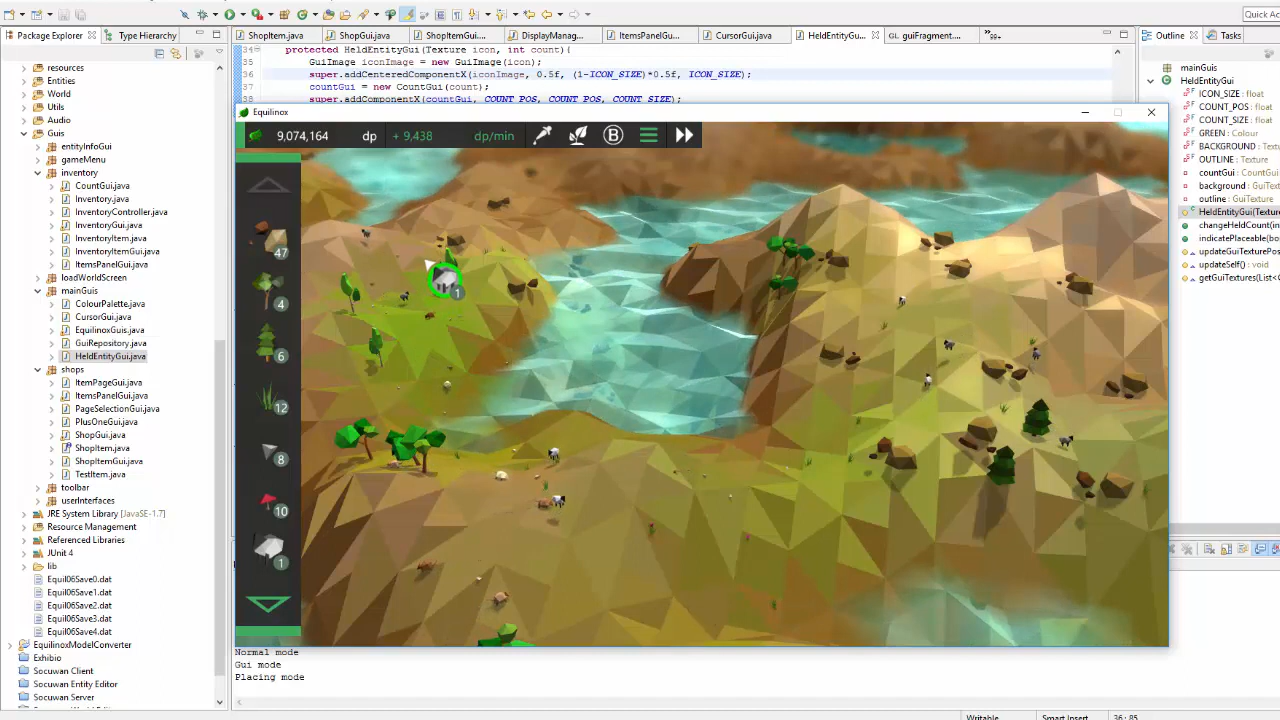 Quick Ac
Package Explorer
Type Hierarchy
ShopItem.java
ShopGui.java
ShopItemGui....
DisplayManag...
ItemsPanelGu...
CursorGui.java
HeldEntityGu...
guiFragment....
Outline
Tasks
34 protected HeldEntityGui(Texture icon, int count){
35 GuiImage iconImage = new GuiImage(icon);
36 super.addCenteredComponentX(iconImage, 0.5f, (1-ICON_SIZE)*0.5f, ICON_SIZE);
37 countGui = new CountGui(count);
38 super.addComponentX(countGui, COUNT_POS, COUNT_POS, COUNT_SIZE);
resources
Entities
World
Utils
Audio
Guis
entityInfoGui
gameMenu
inventory
CountGui.java
Inventory.java
InventoryController.java
InventoryGui.java
InventoryItem.java
InventoryItemGui.java
ItemsPanelGui.java
loadWorldScreen
mainGuis
ColourPalette.java
CursorGui.java
EquilinoxGuis.java
GuiRepository.java
HeldEntityGui.java
shops
ItemPageGui.java
ItemsPanelGui.java
PageSelectionGui.java
PlusOneGui.java
ShopGui.java
ShopItem.java
ShopItemGui.java
TestItem.java
toolbar
userInterfaces
JRE System Library [JavaSE-1.7]
Resource Management
Referenced Libraries
JUnit 4
lib
Equil06Save0.dat
Equil06Save1.dat
Equil06Save2.dat
Equil06Save3.dat
Equil06Save4.dat
EquilinoxModelConverter
Exhibio
Socuwan Client
Socuwan Entity Editor
Socuwan Server
Equilinox
9,074,164 dp + 9,438 dp/min B
47
4
6
12
8
10
1
1
mainGuis
HeldEntityGui
ICON_SIZE : float
COUNT_POS : float
COUNT_SIZE : float
GREEN : Colour
BACKGROUND : Textur
OUTLINE : Texture
countGui : CountGui
background : GuiTextu
outline : GuiTexture
HeldEntityGui(Textur
changeHeldCount(in
indicatePlaceable(bo
updateGuiTexturePos
updateSelf() : void
getGuiTextures(List<G
Normal mode
Gui mode
Placing mode
Writable
Smart Insert
36 : 85